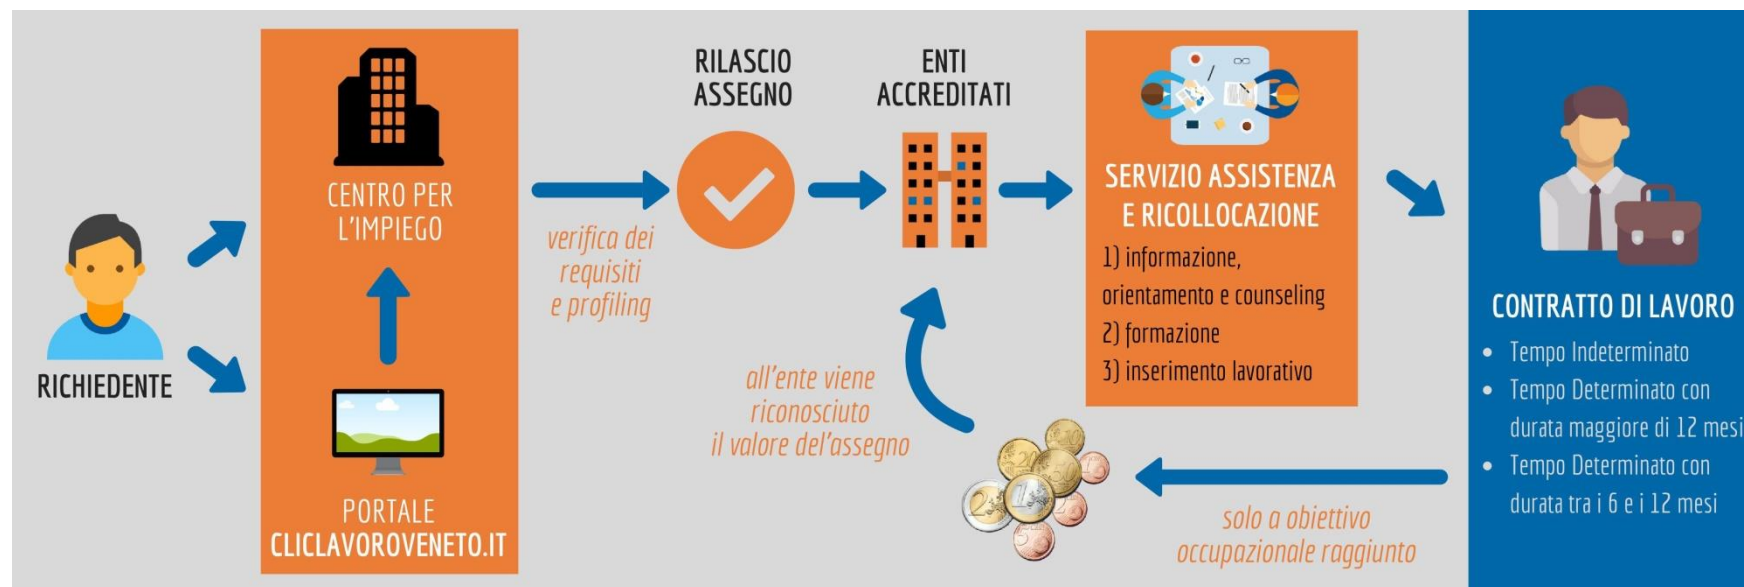 RICHIEDENTE
CENTRO PER
L'IMPIEGO
PORTALE
CLICLAVOROVENETO.IT
verifica dei
requisiti
e profiling
RILASCIO
ASSEGNO
ENTI
ACCREDITATI
all'ente viene
riconosciuto
il valore del'assegno
SERVIZIO ASSISTENZA
E RICOLLOCAZIONE
1) informazione,
orientamento e counseling
2) formazione
3) inserimento lavorativo
solo a obiettivo
occupazionale raggiunto
CONTRATTO DI LAVORO
• Tempo Indeterminato
• Tempo Determinato con
durata maggiore di 12 mesi
• Tempo Determinato con
durata tra i 6 e i 12 mesi